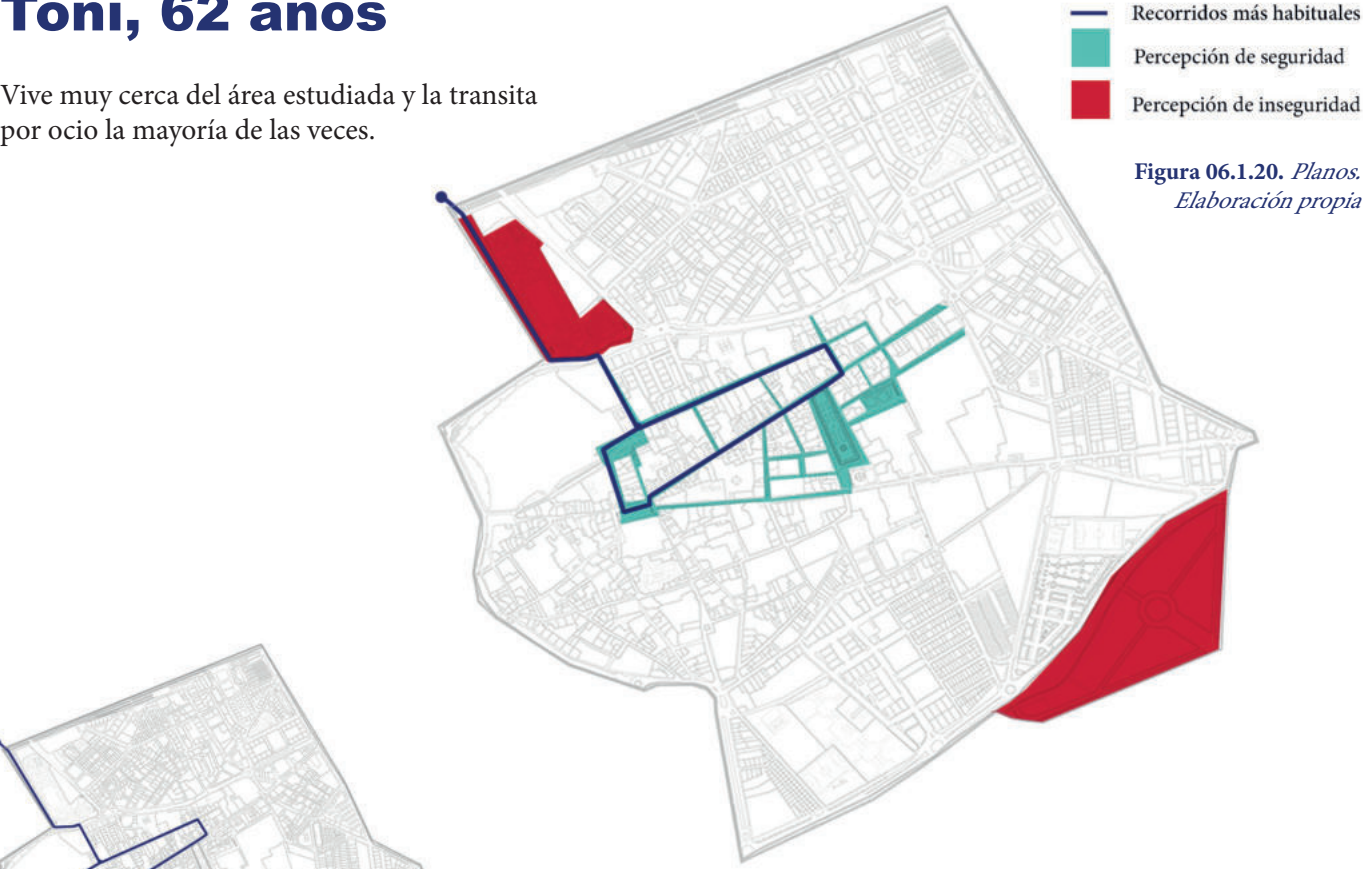 Toni, 62 años
Vive muy cerca del área estudiada y la transita
por ocio la mayoría de las veces.
Recorridos más habituales
Percepción de seguridad
Percepción de inseguridad
Figura 06.1.20. Planos.
Elaboración propia